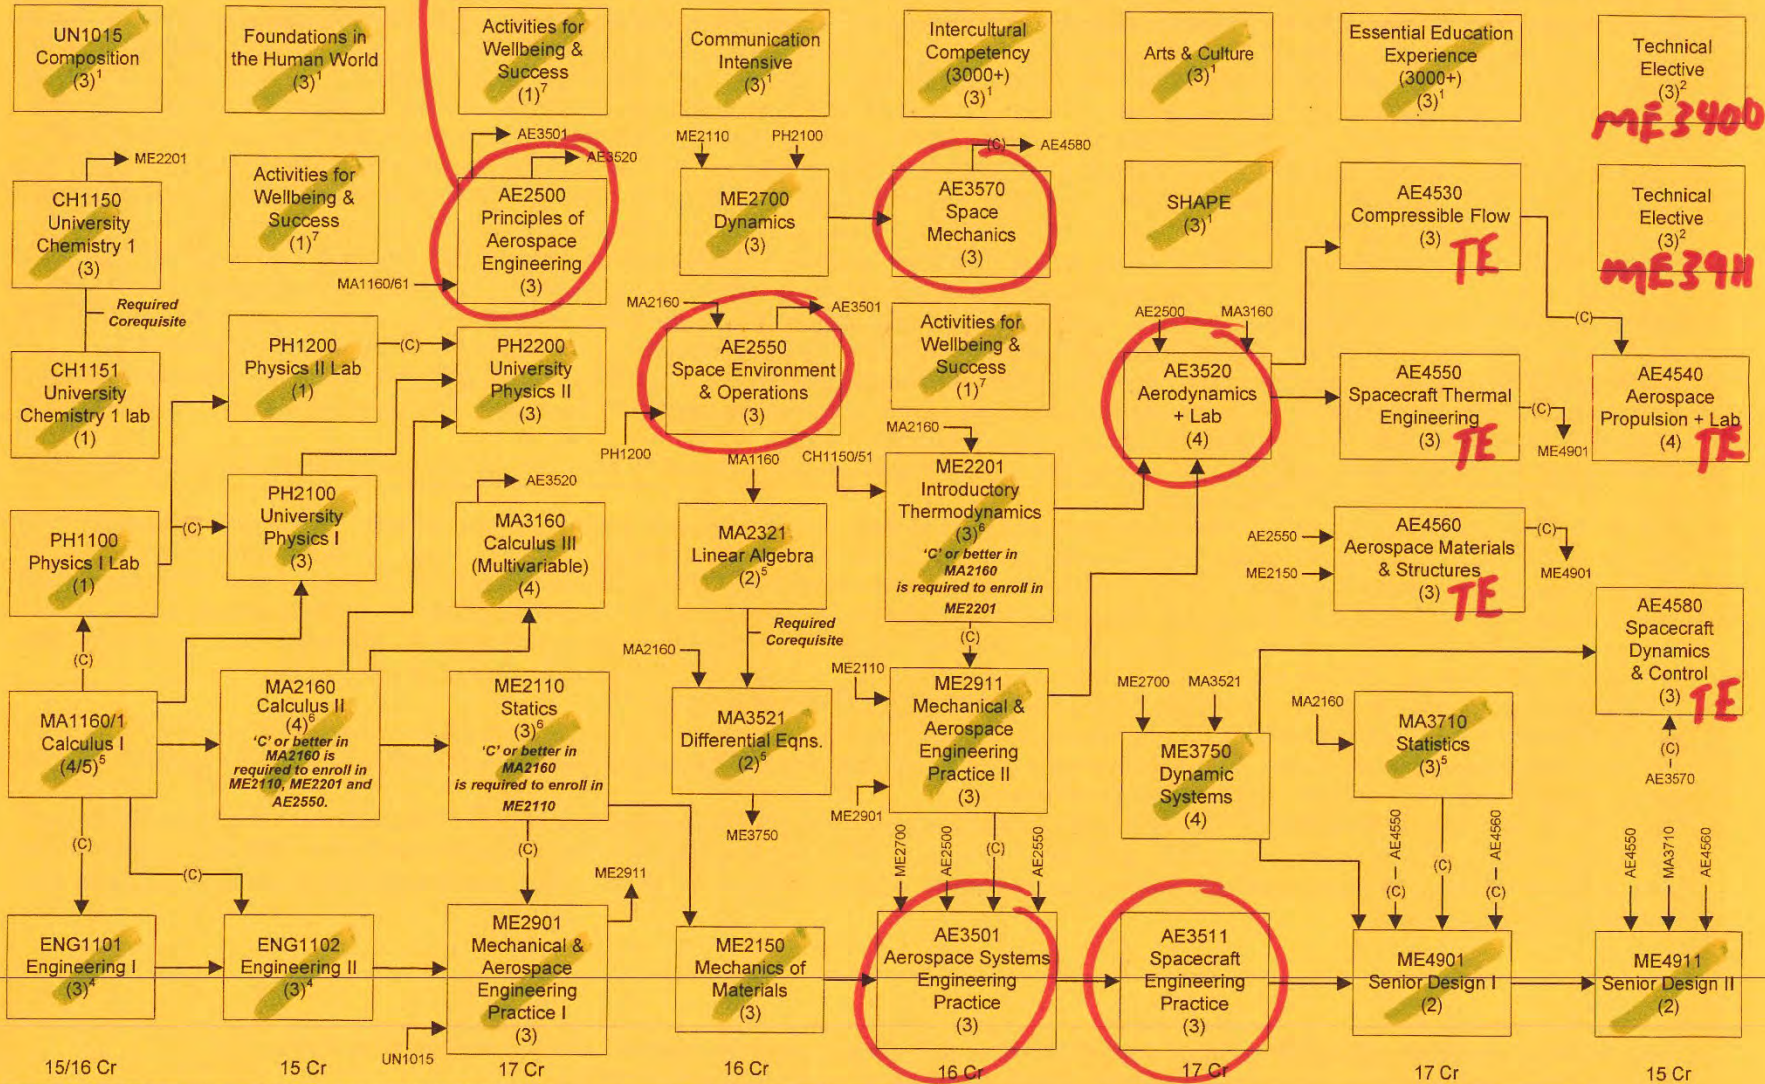 UN1015
Composition
(3)¹
Foundations in
the Human World
(3)¹
Activities for
Wellbeing &
Success
(1)⁷
Communication
Intensive
(3)¹
Intercultural
Competency
(3000+)
(3)¹
Arts & Culture
(3)¹
Essential Education
Experience
(3000+)
(3)¹
Technical
Elective
(3)²
ME3400
ME2201
CH1150
University
Chemistry 1
(3)
Required
Corequisite
CH1151
University
Chemistry 1 lab
(1)
PH1100
Physics I Lab
(1)
(C)
MA1160/1
Calculus I
(4/5)⁵
(C)
(C)
ENG1101
Engineering I
(3)⁴
15/16 Cr
Activities for
Wellbeing &
Success
(1)⁷
PH1200
Physics II Lab
(1)
(C)
(C)
PH2100
University
Physics I
(3)
MA2160
Calculus II
(4)⁶
'C' or better in
MA2160 is
required to enroll in
ME2110, ME2201 and
AE2550.
ENG1102
Engineering II
(3)⁴
15 Cr
AE3501
AE3520
AE2500
Principles of
Aerospace
Engineering
(3)
MA1160/61
PH2200
University
Physics II
(3)
AE3520
MA3160
Calculus III
(Multivariable)
(4)
ME2110
Statics
(3)⁶
'C' or better in
MA2160
is required to enroll in
ME2110
(C)
ME2911
ME2901
Mechanical &
Aerospace
Engineering
Practice I
(3)
UN1015
17 Cr
ME2110
PH2100
ME2700
Dynamics
(3)
MA2160
AE3501
AE2550
Space Environment
& Operations
(3)
PH1200
MA1160
MA2321
Linear Algebra
(2)⁵
Required
Corequisite
MA2160
MA3521
Differential Eqns.
(2)⁵
ME3750
ME2150
Mechanics of
Materials
(3)
16 Cr
(C)
AE4580
AE3570
Space
Mechanics
(3)
Activities for
Wellbeing &
Success
(1)⁷
MA2160
CH1150/51
ME2201
Introductory
Thermodynamics
(3)⁶
'C' or better in
MA2160
is required to enroll in
ME2201
(C)
ME2110
ME2911
Mechanical &
Aerospace
Engineering
Practice II
(3)
ME2901
ME2700
AE2500
(C)
AE2550
AE3501
Aerospace Systems
Engineering
Practice
(3)
16 Cr
SHAPE
(3)¹
AE2500
MA3160
AE3520
Aerodynamics
+ Lab
(4)
ME2700
MA3521
ME3750
Dynamic
Systems
(4)
AE3511
Spacecraft
Engineering
Practice
(3)
17 Cr
AE4530
Compressible Flow
(3)
TE
(C)
AE4550
Spacecraft Thermal
Engineering
(3)
TE
(C)
ME4901
AE2550
ME2150
AE4560
Aerospace Materials
& Structures
(3)
TE
(C)
ME4901
MA2160
MA3710
Statistics
(3)⁵
AE4550
(C)
(C)
AE4560
(C)
ME4901
Senior Design I
(2)
17 Cr
Technical
Elective
(3)²
ME3911
AE4540
Aerospace
Propulsion + Lab
(4)
TE
AE4580
Spacecraft
Dynamics
& Control
(3)
TE
(C)
AE3570
AE4550
MA3710
AE4560
ME4911
Senior Design II
(2)
15 Cr